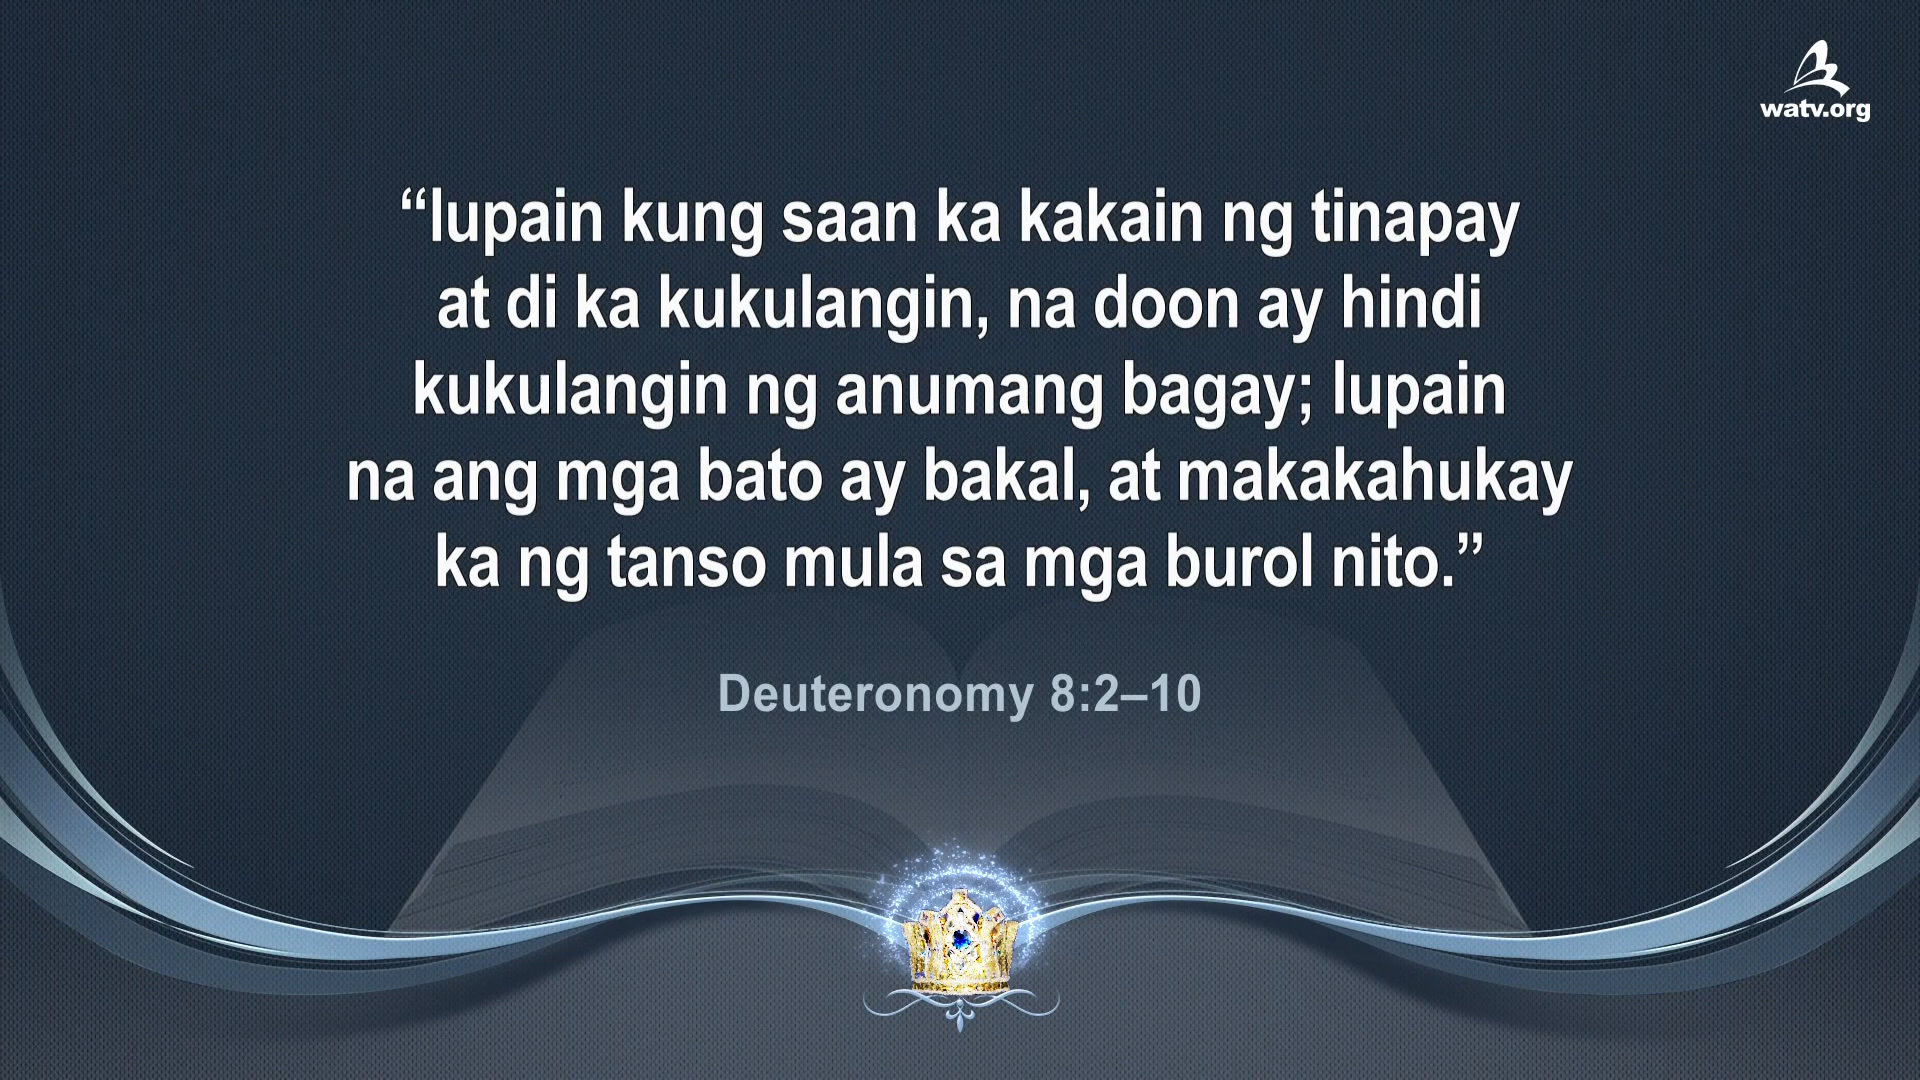 watv.org
“lupain kung saan ka kakain ng tinapay
at di ka kukulangin, na doon ay hindi
kukulangin ng anumang bagay; lupain
na ang mga bato ay bakal, at makakahukay
ka ng tanso mula sa mga burol nito.”
Deuteronomy 8:2–10